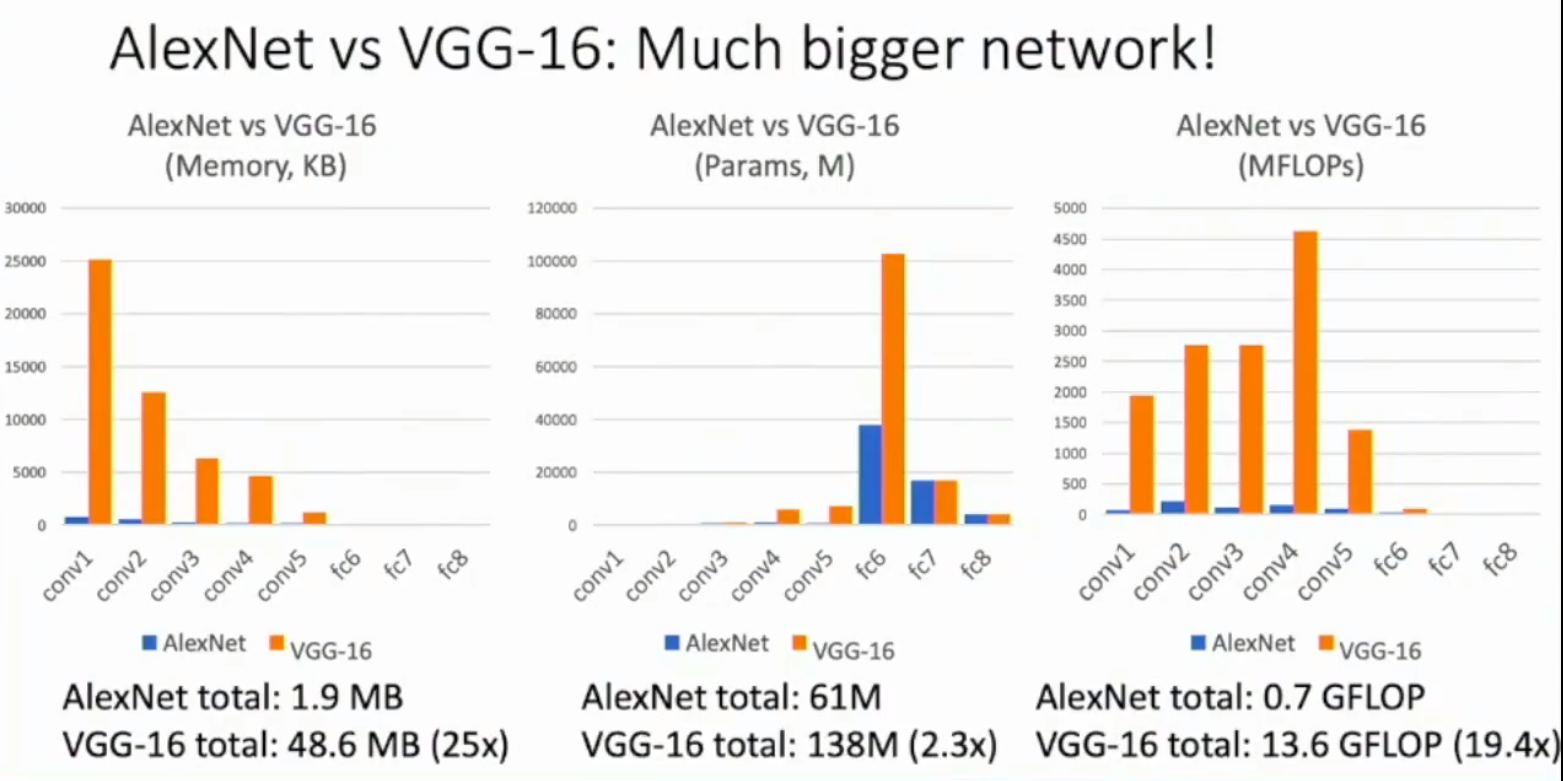 AlexNet vs VGG-16: Much bigger network!
AlexNet vs VGG-16
(Memory, KB)
30000
25000
20000
15000
10000
5000
0
conv1
conv2
conv3
conv4
conv5
fc6
fc7
fc8
AlexNet
VGG-16
AlexNet total: 1.9 MB
VGG-16 total: 48.6 MB (25x)
AlexNet vs VGG-16
(Params, M)
120000
100000
80000
60000
40000
20000
0
conv1
conv2
conv3
conv4
conv5
fc6
fc7
fc8
AlexNet
VGG-16
AlexNet total: 61M
VGG-16 total: 138M (2.3x)
AlexNet vs VGG-16
(MFLOPs)
5000
4500
4000
3500
3000
2500
2000
1500
1000
500
0
conv1
conv2
conv3
conv4
conv5
fc6
fc7
fc8
AlexNet
VGG-16
AlexNet total: 0.7 GFLOP
VGG-16 total: 13.6 GFLOP (19.4x)